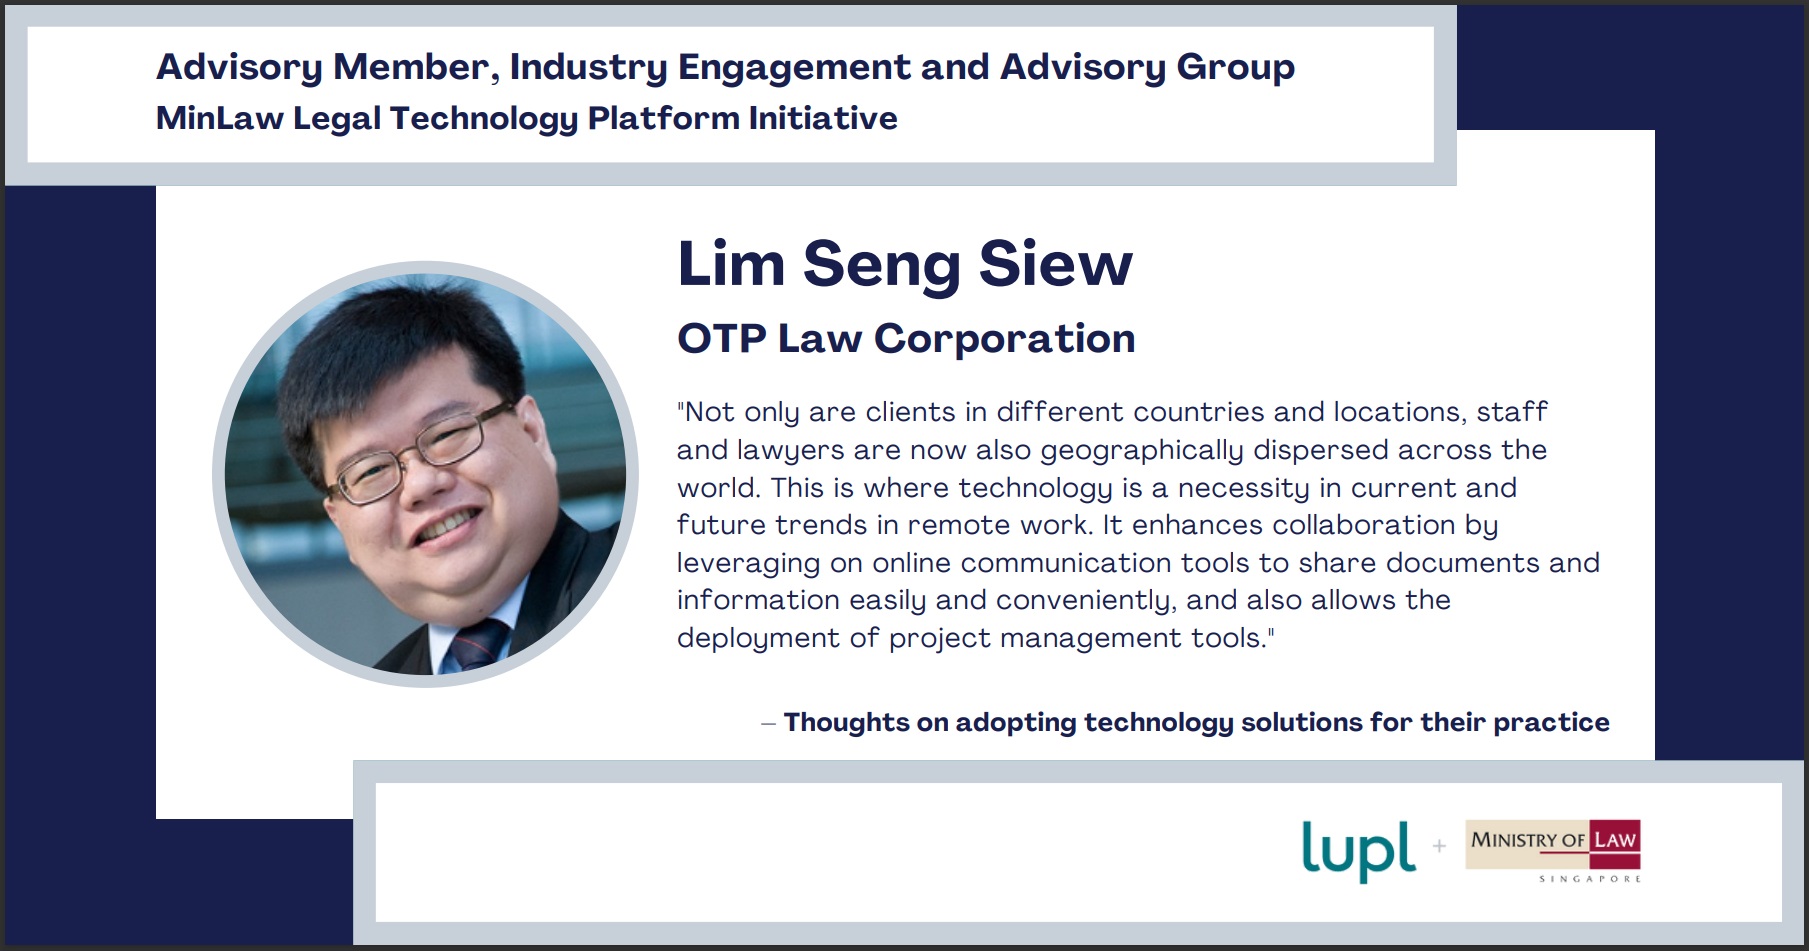 Advisory Member, Industry Engagement and Advisory Group
MinLaw Legal Technology Platform Initiative
Lim Seng Siew
OTP Law Corporation
"Not only are clients in different countries and locations, staff
and lawyers are now also geographically dispersed across the
world. This is where technology is a necessity in current and
future trends in remote work. It enhances collaboration by
leveraging on online communication tools to share documents and
information easily and conveniently, and also allows the
deployment of project management tools."
– Thoughts on adopting technology solutions for their practice
lupl + MINISTRY OF LAW
SINGAPORE